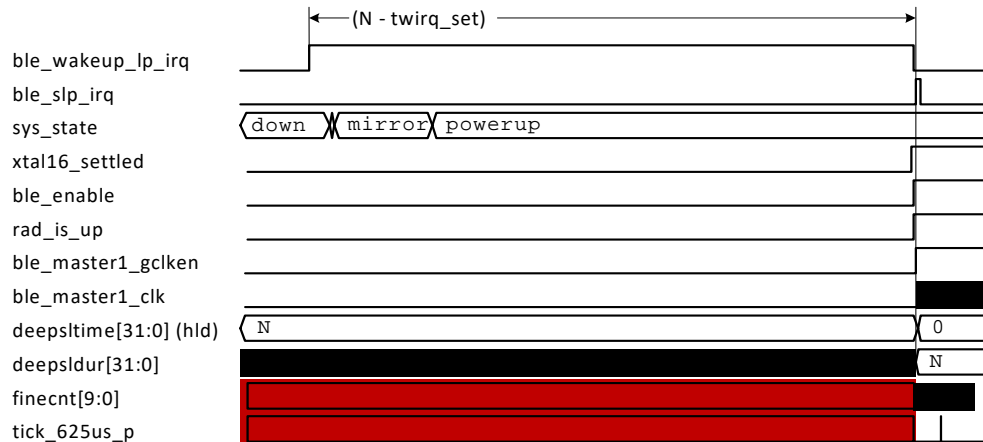 (N - twirq_set)
ble_wakeup_lp_irq
ble_slp_irq
sys_state down mirror powerup
xtal16_settled
ble_enable
rad_is_up
ble_master1_gclken
ble_master1_clk
deepsltime[31:0] (hld) N 0
deepsldur[31:0] N
finecnt[9:0]
tick_625us_p